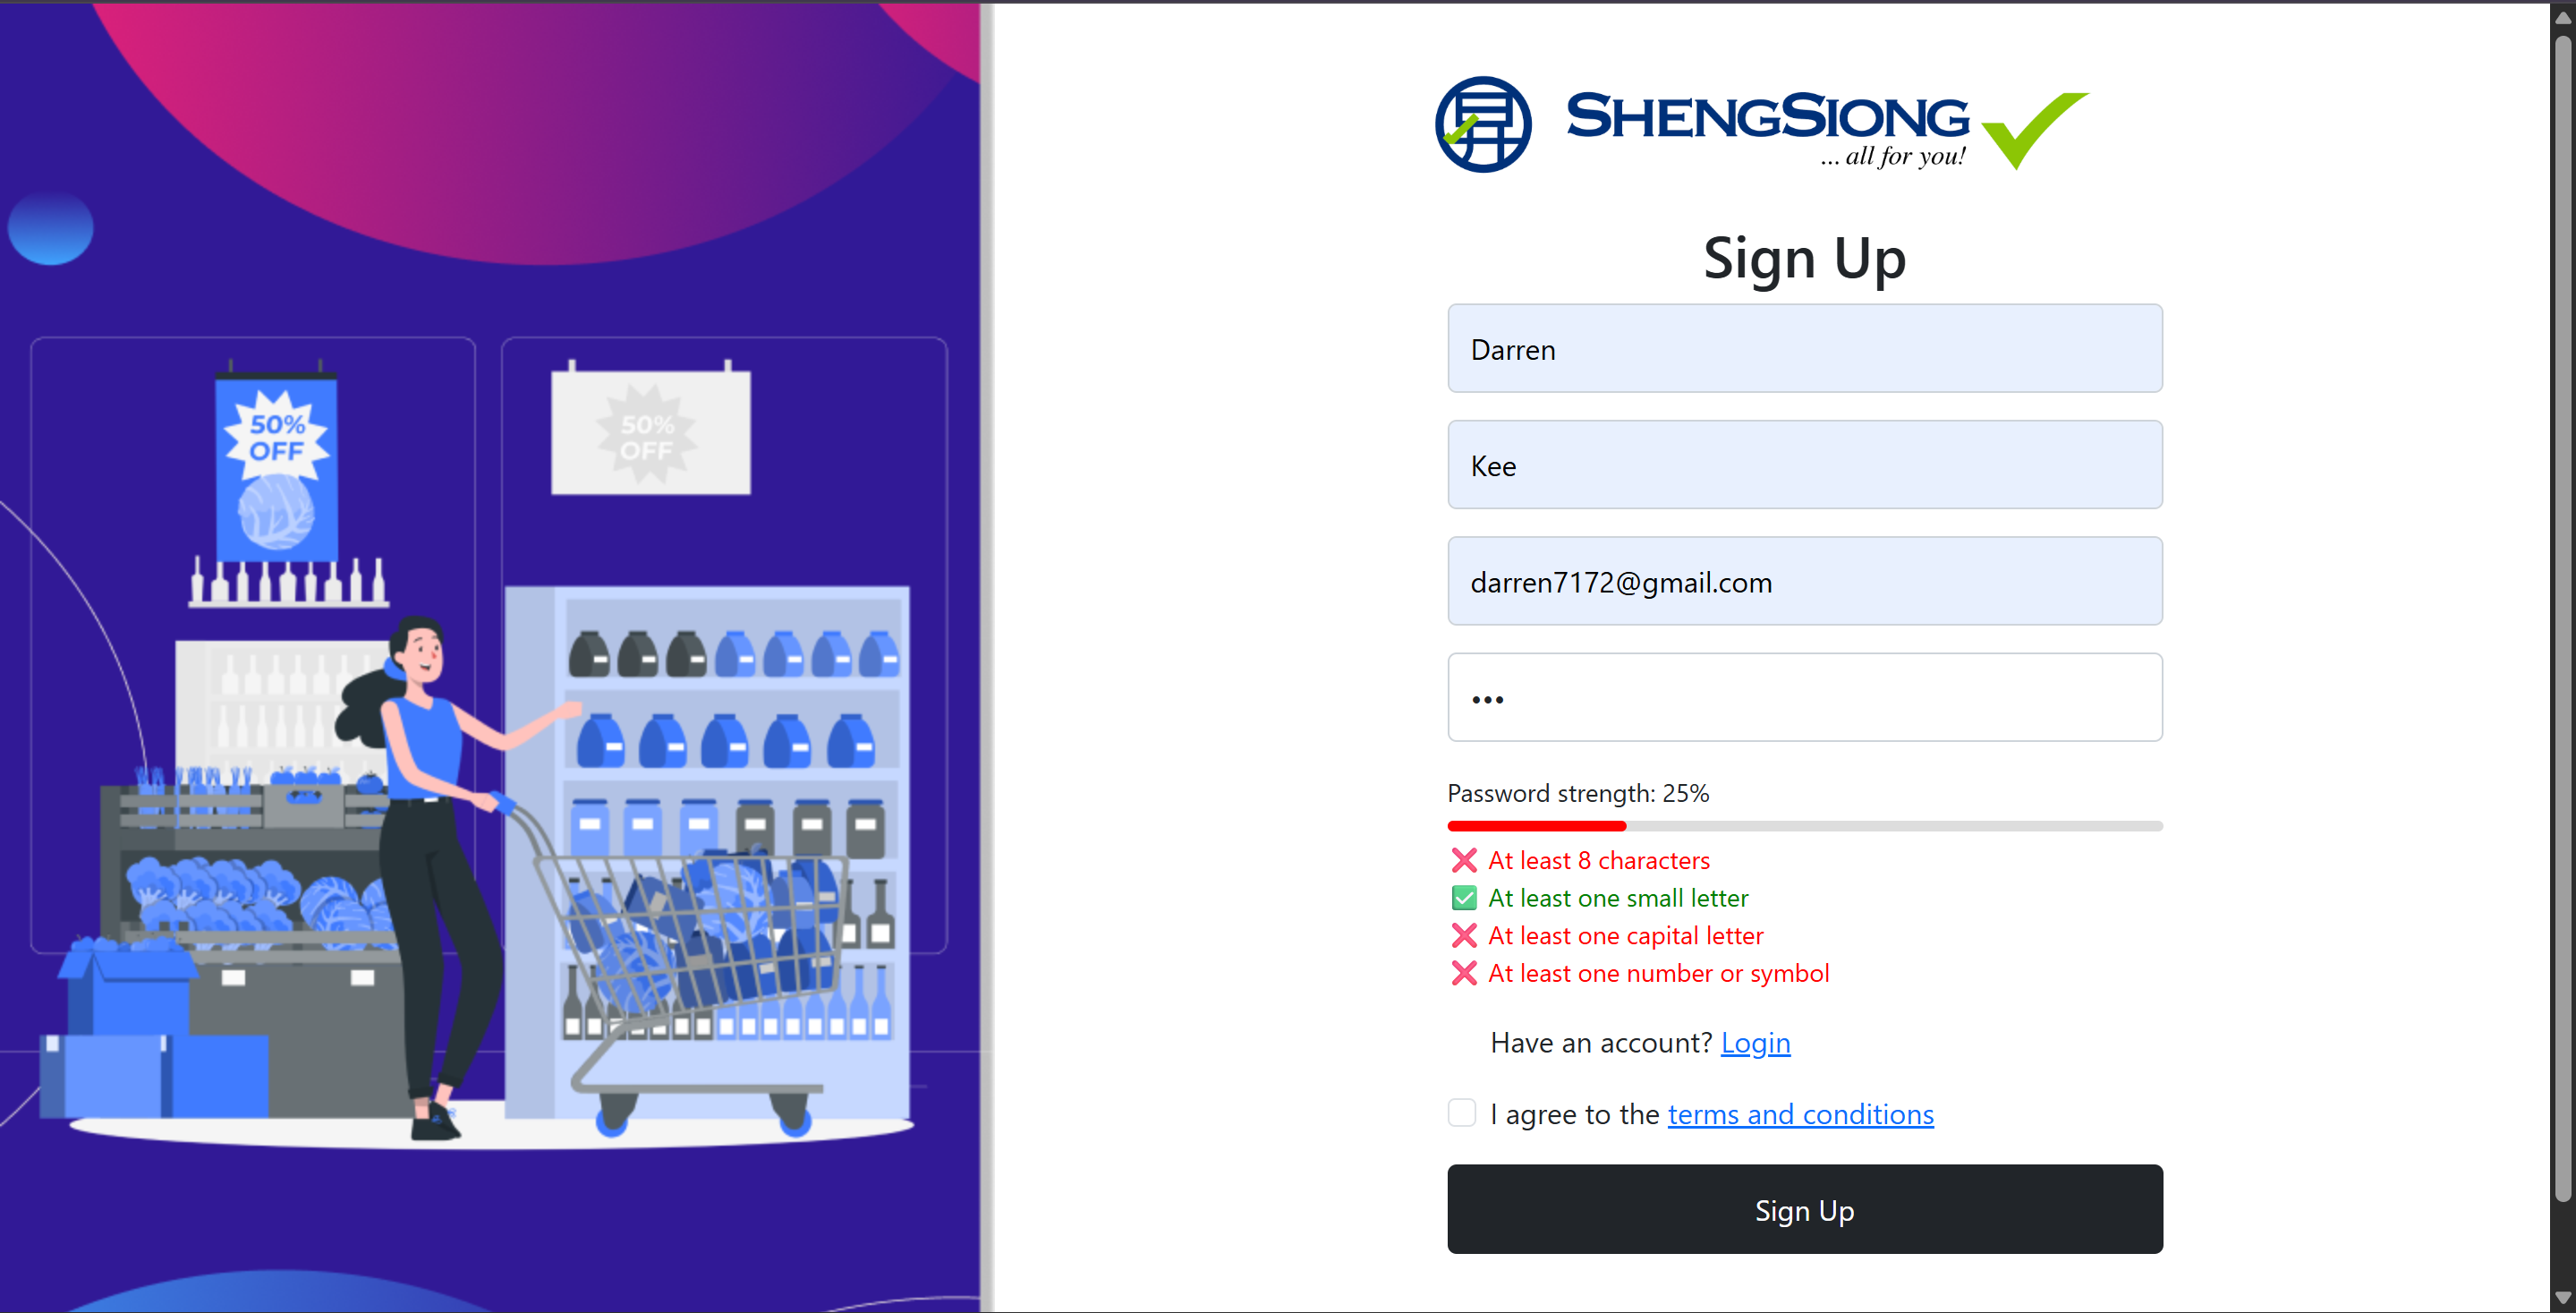 50%
OFF
50%
OFF
昇
SHENGSIONG
... all for you!
Sign Up
Darren
Kee
darren7172@gmail.com
•••
Password strength: 25%
❌ At least 8 characters
✅ At least one small letter
❌ At least one capital letter
❌ At least one number or symbol
Have an account? Login
I agree to the terms and conditions
Sign Up